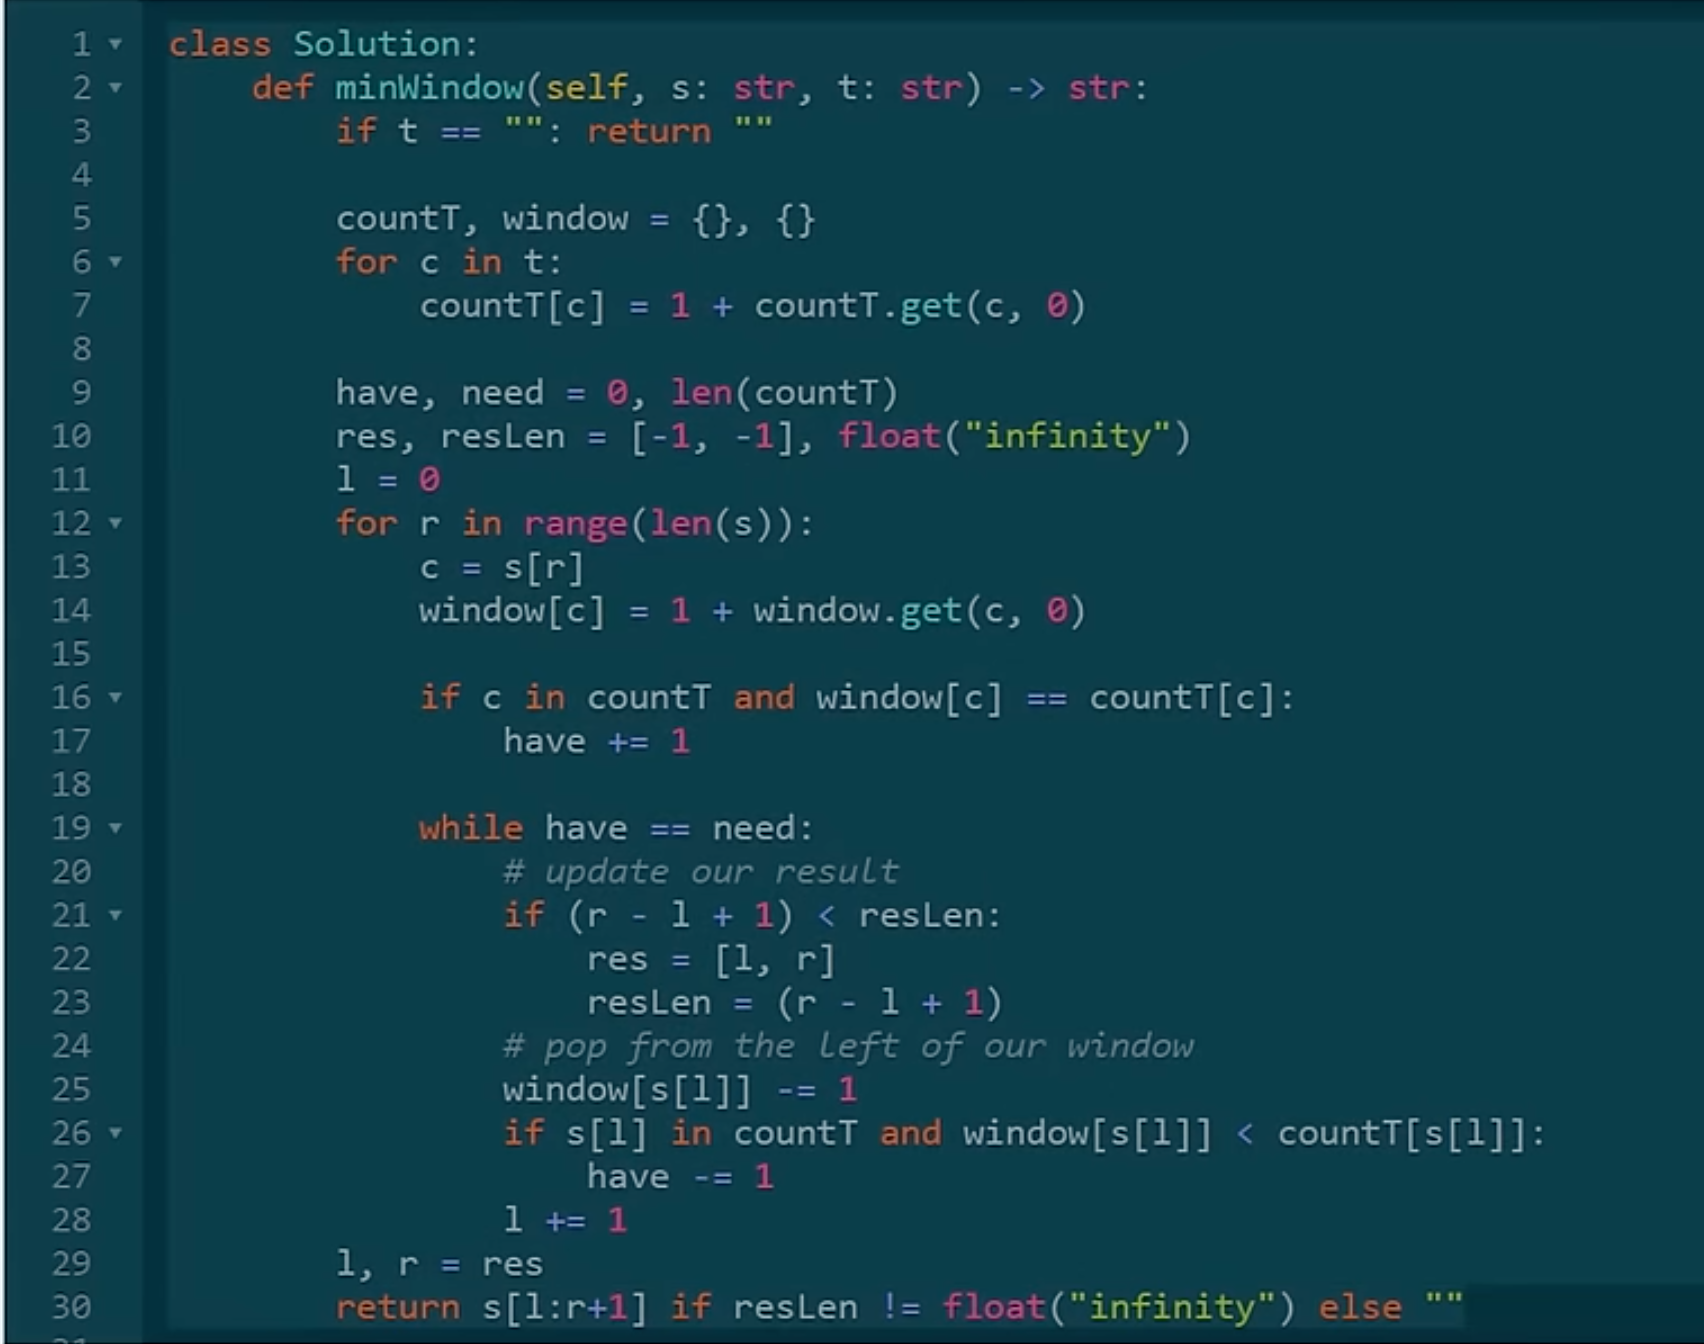 1 class Solution:
2     def minWindow(self, s: str, t: str) -> str:
3         if t == "": return ""
4
5         countT, window = {}, {}
6         for c in t:
7             countT[c] = 1 + countT.get(c, 0)
8
9         have, need = 0, len(countT)
10         res, resLen = [-1, -1], float("infinity")
11         l = 0
12         for r in range(len(s)):
13             c = s[r]
14             window[c] = 1 + window.get(c, 0)
15
16             if c in countT and window[c] == countT[c]:
17                 have += 1
18
19             while have == need:
20                 # update our result
21                 if (r - l + 1) < resLen:
22                     res = [l, r]
23                     resLen = (r - l + 1)
24                 # pop from the left of our window
25                 window[s[l]] -= 1
26                 if s[l] in countT and window[s[l]] < countT[s[l]]:
27                     have -= 1
28                 l += 1
29         l, r = res
30         return s[l:r+1] if resLen != float("infinity") else ""